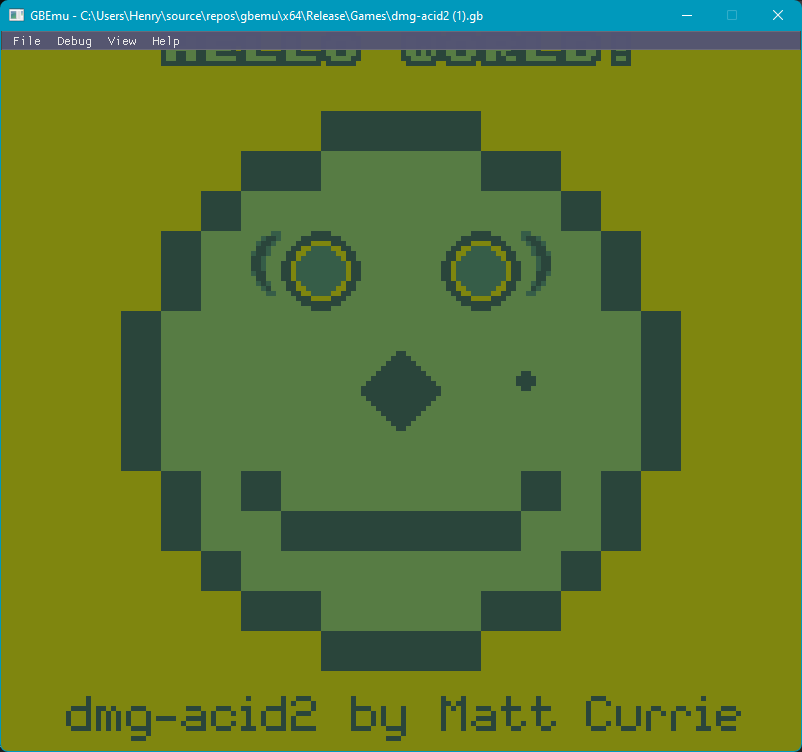 GBEmu - C:\Users\Henry\source\repos\gbemu\x64\Release\Games\dmg-acid2 (1).gb
File Debug View Help
dmg-acid2 by Matt Currie